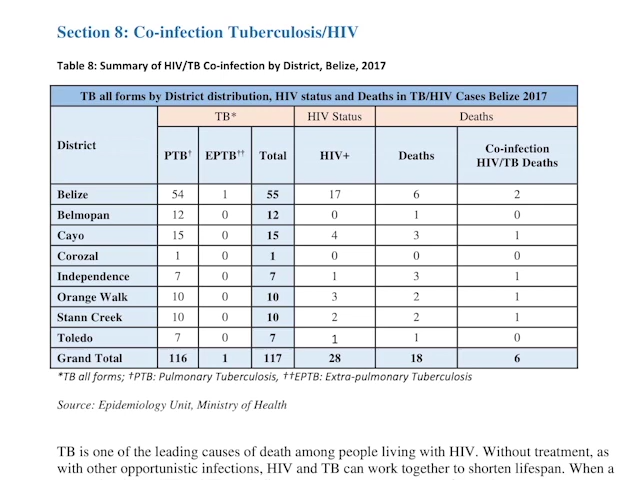 Section 8: Co-infection Tuberculosis/HIV
Table 8: Summary of HIV/TB Co-infection by District, Belize, 2017
TB all forms by District distribution, HIV status and Deaths in TB/HIV Cases Belize 2017
District TB* HIV Status Deaths
PTB† EPTB†† Total HIV+ Deaths Co-infection HIV/TB Deaths
Belize 54 1 55 17 6 2
Belmopan 12 0 12 0 1 0
Cayo 15 0 15 4 3 1
Corozal 1 0 1 0 0 0
Independence 7 0 7 1 3 1
Orange Walk 10 0 10 3 2 1
Stann Creek 10 0 10 2 2 1
Toledo 7 0 7 1 1 0
Grand Total 116 1 117 28 18 6
*TB all forms; †PTB: Pulmonary Tuberculosis, ††EPTB: Extra-pulmonary Tuberculosis
Source: Epidemiology Unit, Ministry of Health
TB is one of the leading causes of death among people living with HIV. Without treatment, as
with other opportunistic infections, HIV and TB can work together to shorten lifespan. When a